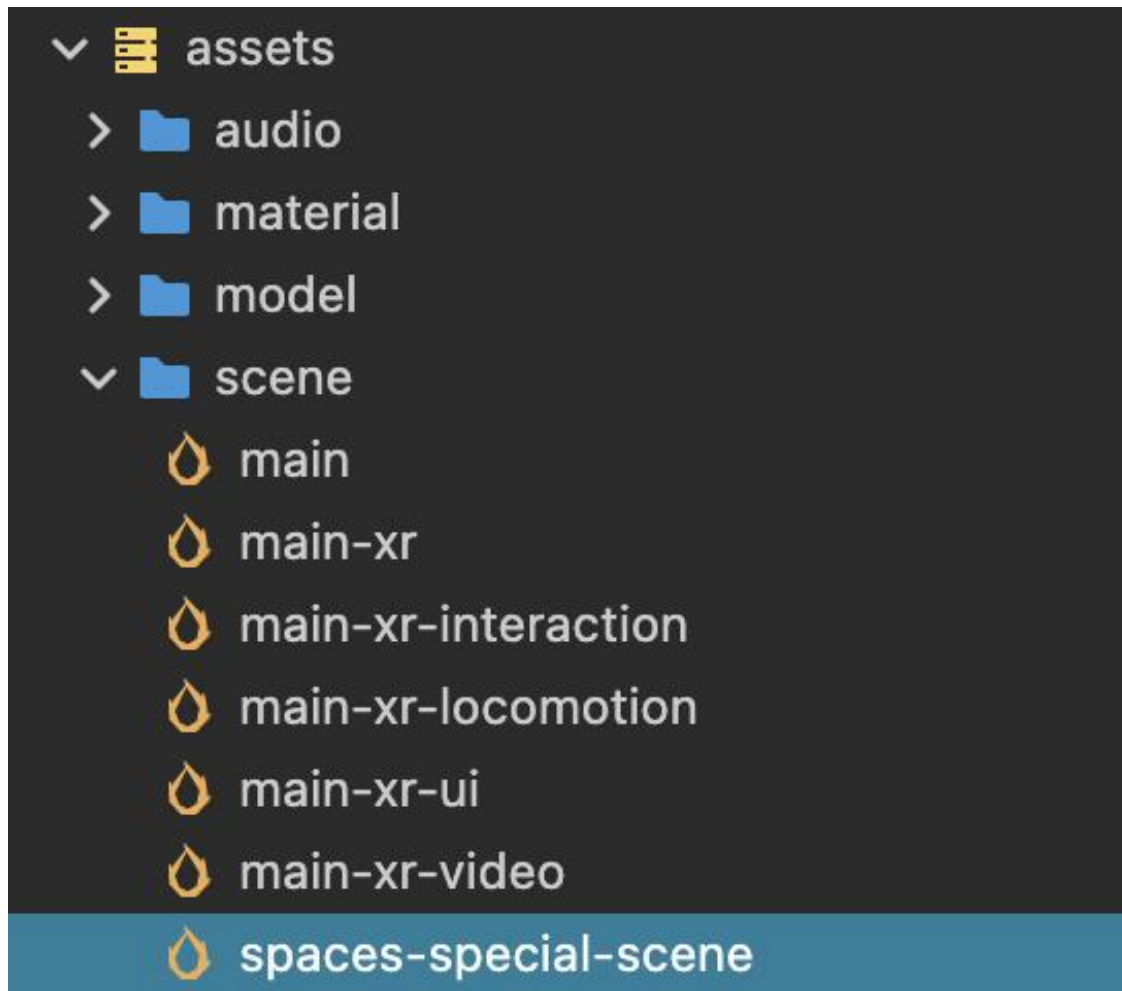 assets
audio
material
model
scene
main
main-xr
main-xr-interaction
main-xr-locomotion
main-xr-ui
main-xr-video
spaces-special-scene